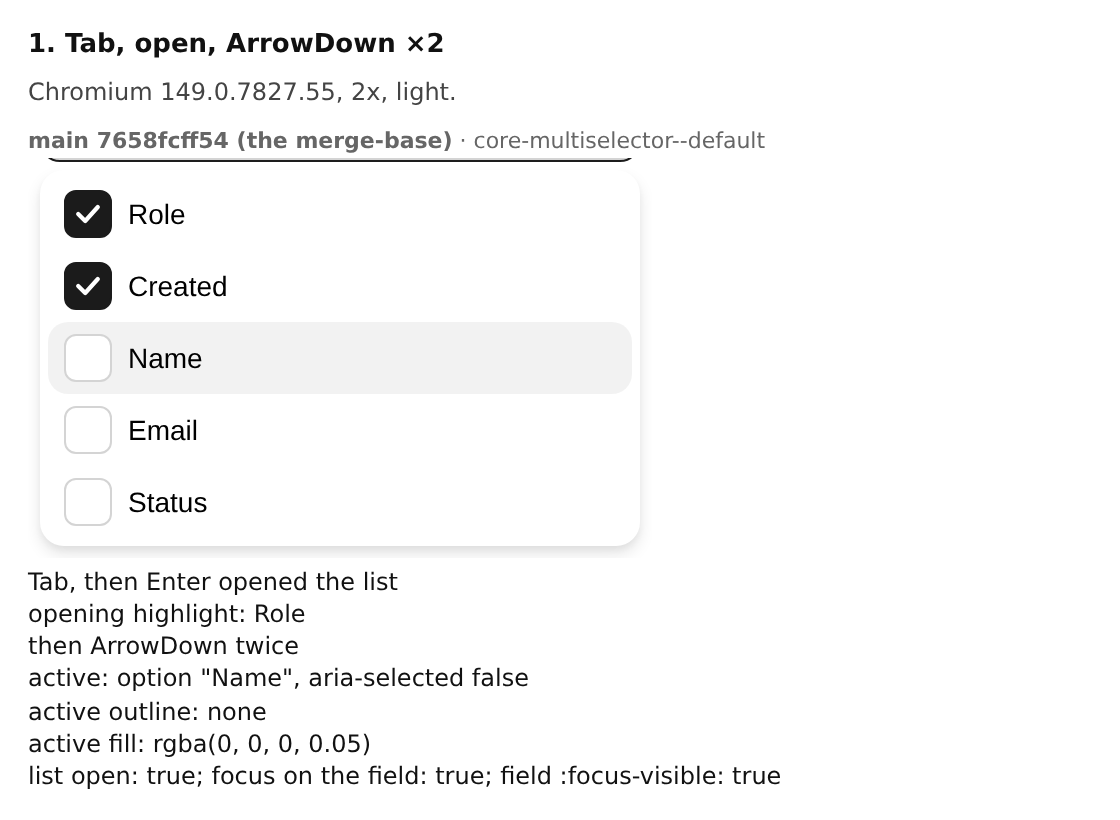 1. Tab, open, ArrowDown ×2
Chromium 149.0.7827.55, 2x, light.
main 7658fcff54 (the merge-base) · core-multiselector--default
Role
Created
Name
Email
Status
Tab, then Enter opened the list
opening highlight: Role
then ArrowDown twice
active: option "Name", aria-selected false
active outline: none
active fill: rgba(0, 0, 0, 0.05)
list open: true; focus on the field: true; field :focus-visible: true